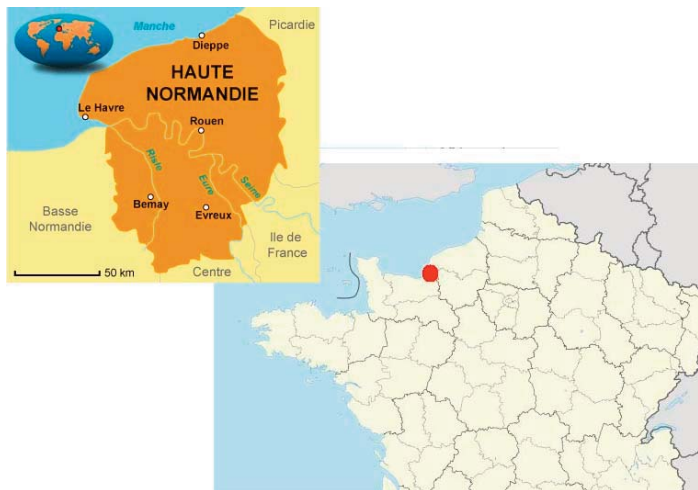 Manche
Picardie
Dieppe
HAUTE
NORMANDIE
Le Havre
Rouen
Risle
Eure
Seine
Bernay
Evreux
Basse
Normandie
Ile de
France
50 km
Centre